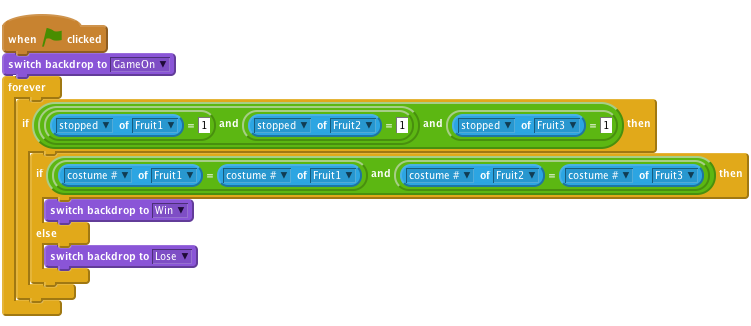 when clicked
switch backdrop to GameOn
forever
if stopped of Fruit1 = 1 and stopped of Fruit2 = 1 and stopped of Fruit3 = 1 then
if costume # of Fruit1 = costume # of Fruit1 and costume # of Fruit2 = costume # of Fruit3 then
switch backdrop to Win
else
switch backdrop to Lose